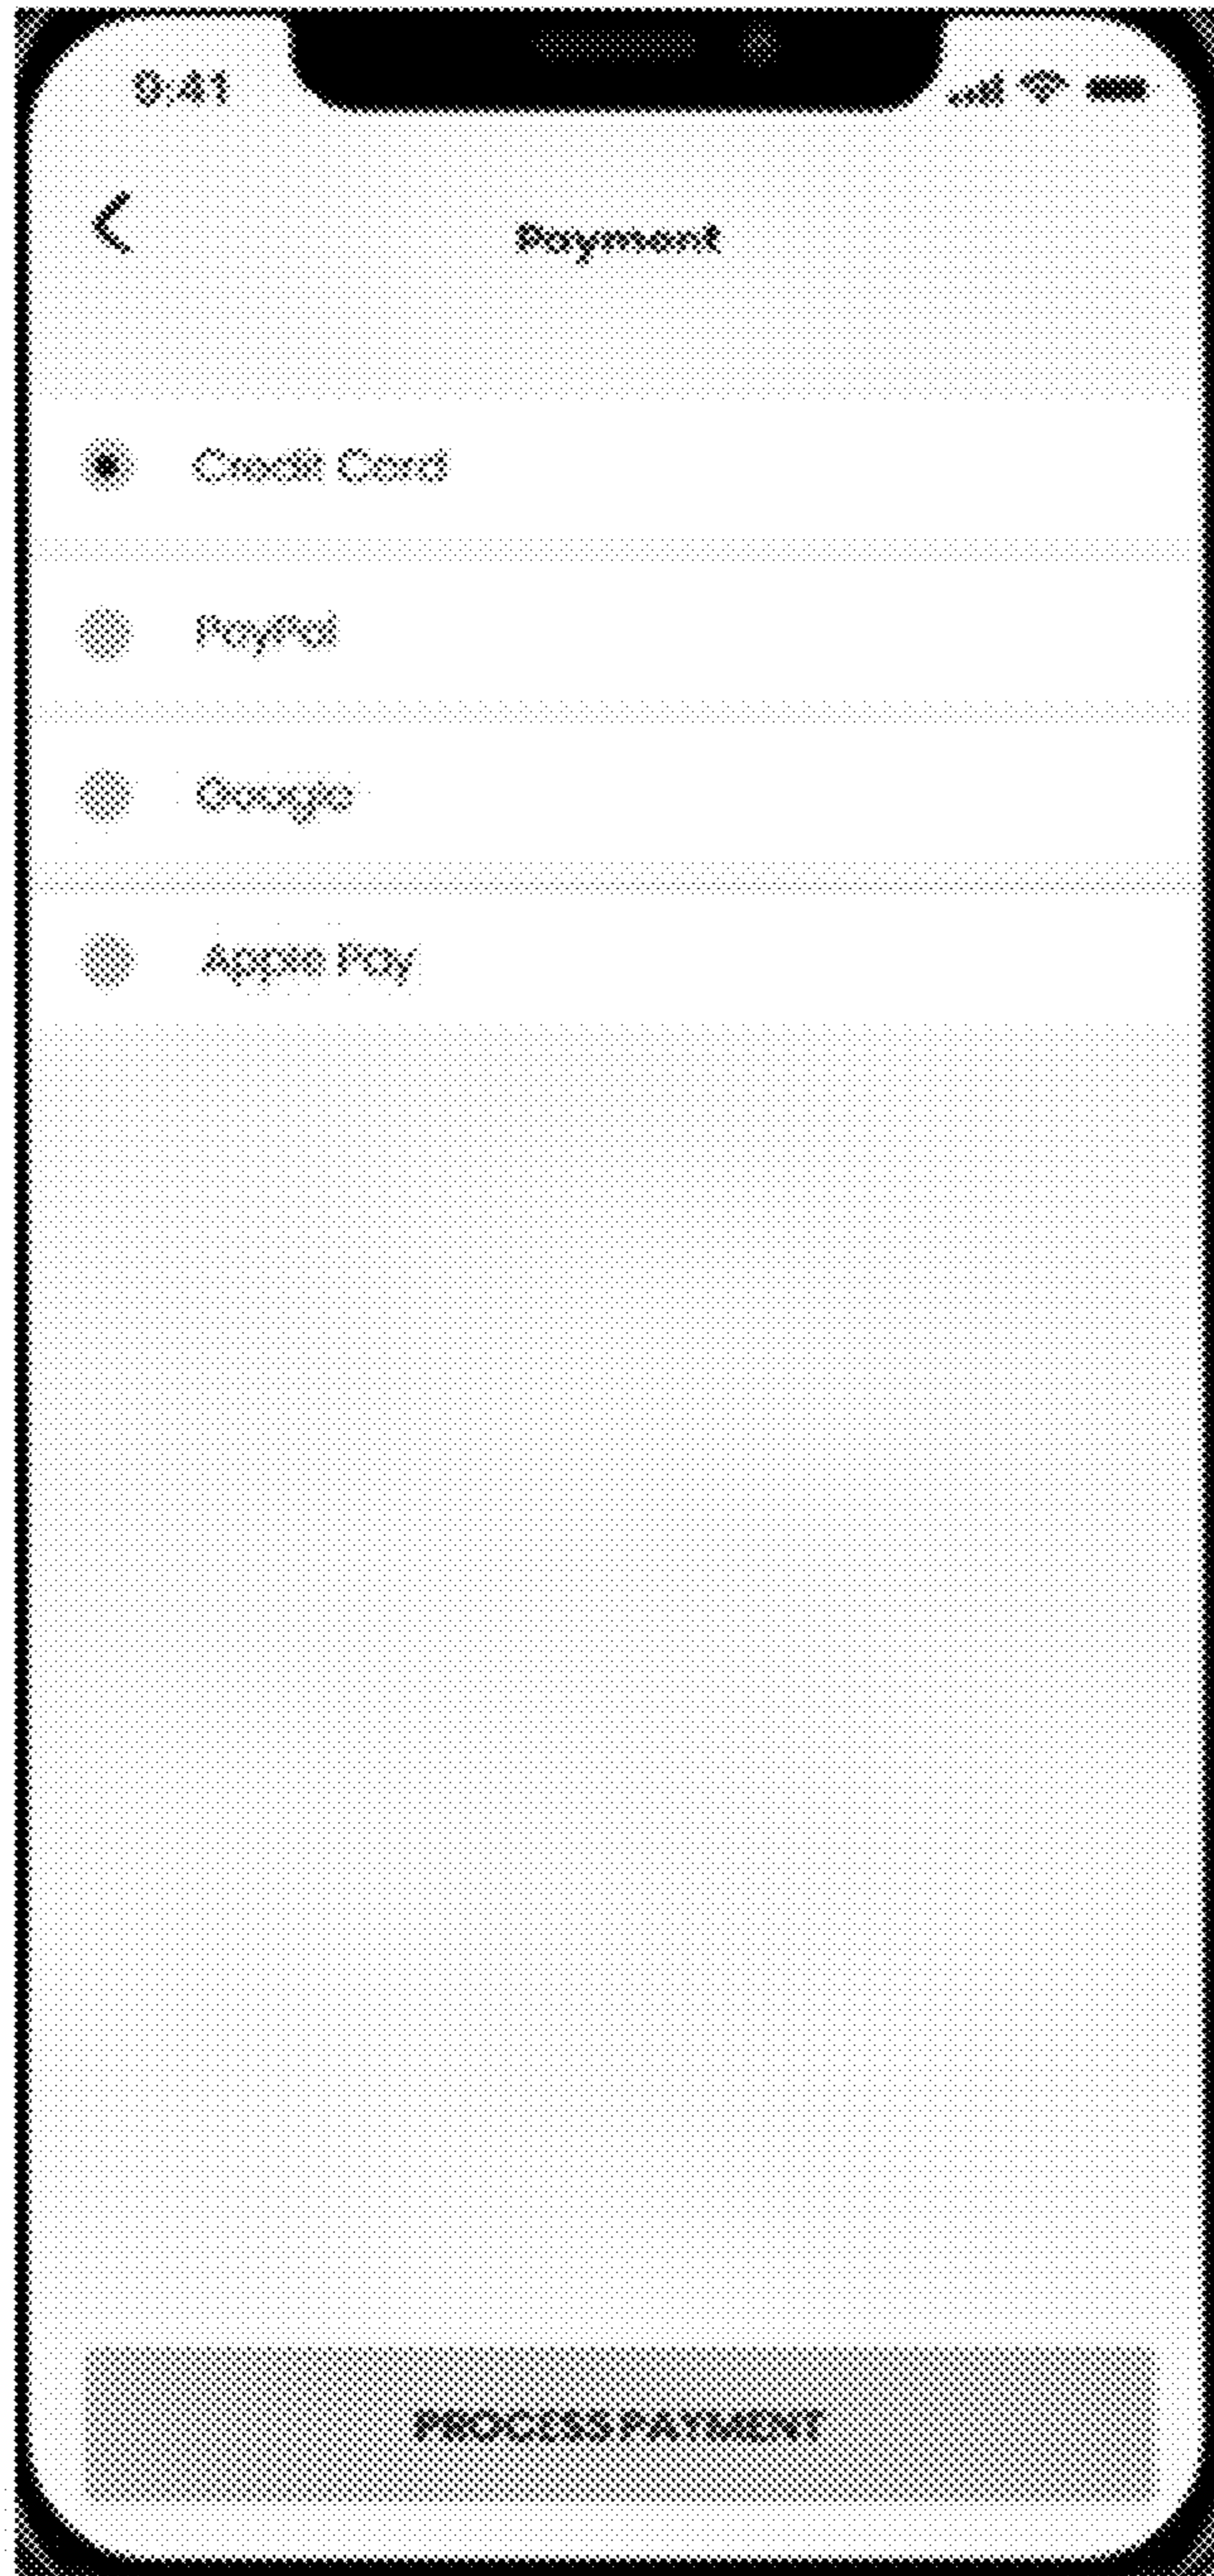 9:41
Payment
Credit Card
PayPal
Google
Apple Pay
PROCESS PAYMENT